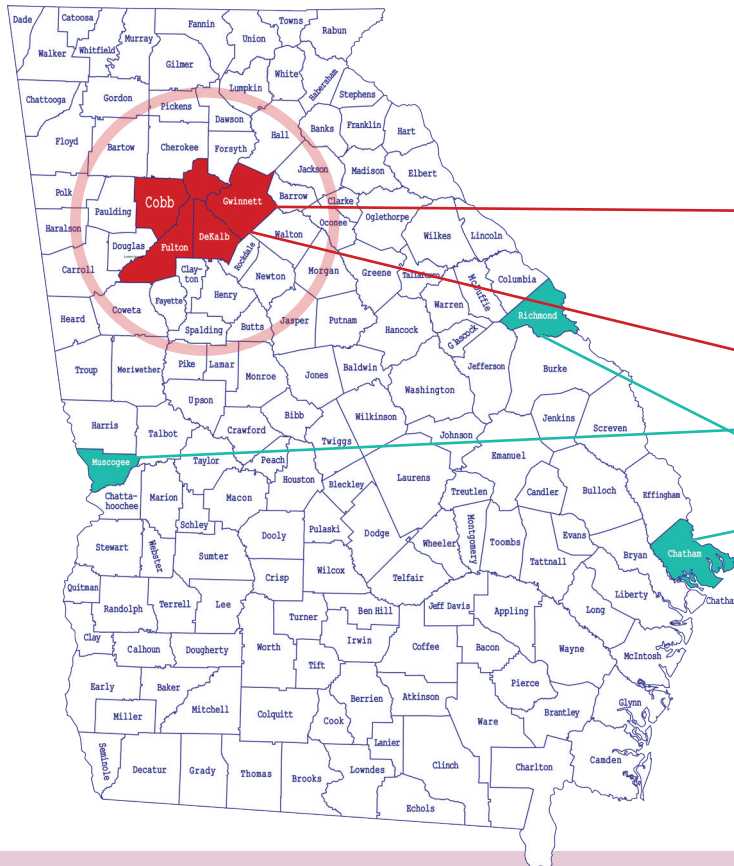 Dade
Catoosa
Fannin
Towns
Rabun
Union
Murray
Whitfield
Walker
Gilmer
White
Habersham
Lumpkin
Stephens
Chattooga
Gordon
Pickens
Dawson
Banks
Franklin
Hart
Hall
Floyd
Bartow
Cherokee
Forsyth
Jackson
Madison
Elbert
Polk
Cobb
Gwinnett
Barrow
Clarke
Paulding
Oconee
Oglethorpe
Wilkes
Lincoln
Haralson
Douglas
Fulton
DeKalb
Walton
Rockdale
Carroll
Clay-
ton
Newton
Morgan
Greene
Columbia
McDuffie
Fayette
Henry
Warren
Richmond
Coweta
Heard
Spalding
Butts
Jasper
Putnam
Hancock
Glascock
Troup
Meriwether
Pike
Lamar
Monroe
Jones
Baldwin
Jefferson
Burke
Washington
Upson
Wilkinson
Bibb
Jenkins
Screven
Harris
Talbot
Crawford
Twiggs
Johnson
Emanuel
Muscogee
Taylor
Peach
Houston
Bleckley
Laurens
Treutlen
Candler
Bulloch
Effingham
Chatta-
hoochee
Marion
Macon
Schley
Dooly
Pulaski
Dodge
Wheeler
Montgomery
Toombs
Evans
Tattnall
Bryan
Chatham
Stewart
Webster
Sumter
Crisp
Wilcox
Telfair
Liberty
Chatha
Quitman
Randolph
Terrell
Lee
Turner
Ben Hill
Jeff Davis
Appling
Long
Clay
Calhoun
Dougherty
Worth
Irwin
Coffee
Bacon
Wayne
McIntosh
Tift
Early
Baker
Mitchell
Berrien
Atkinson
Pierce
Brantley
Glynn
Miller
Colquitt
Cook
Ware
Lanier
Seminole
Decatur
Grady
Thomas
Brooks
Lowndes
Clinch
Charlton
Camden
Echols